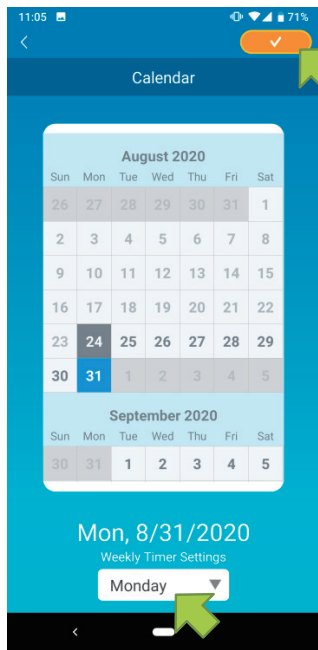 11:05 71%
Calendar
August 2020
Sun Mon Tue Wed Thu Fri Sat
26 27 28 29 30 31 1
2 3 4 5 6 7 8
9 10 11 12 13 14 15
16 17 18 19 20 21 22
23 24 25 26 27 28 29
30 31 1 2 3 4 5
September 2020
Sun Mon Tue Wed Thu Fri Sat
30 31 1 2 3 4 5
Mon, 8/31/2020
Weekly Timer Settings
Monday